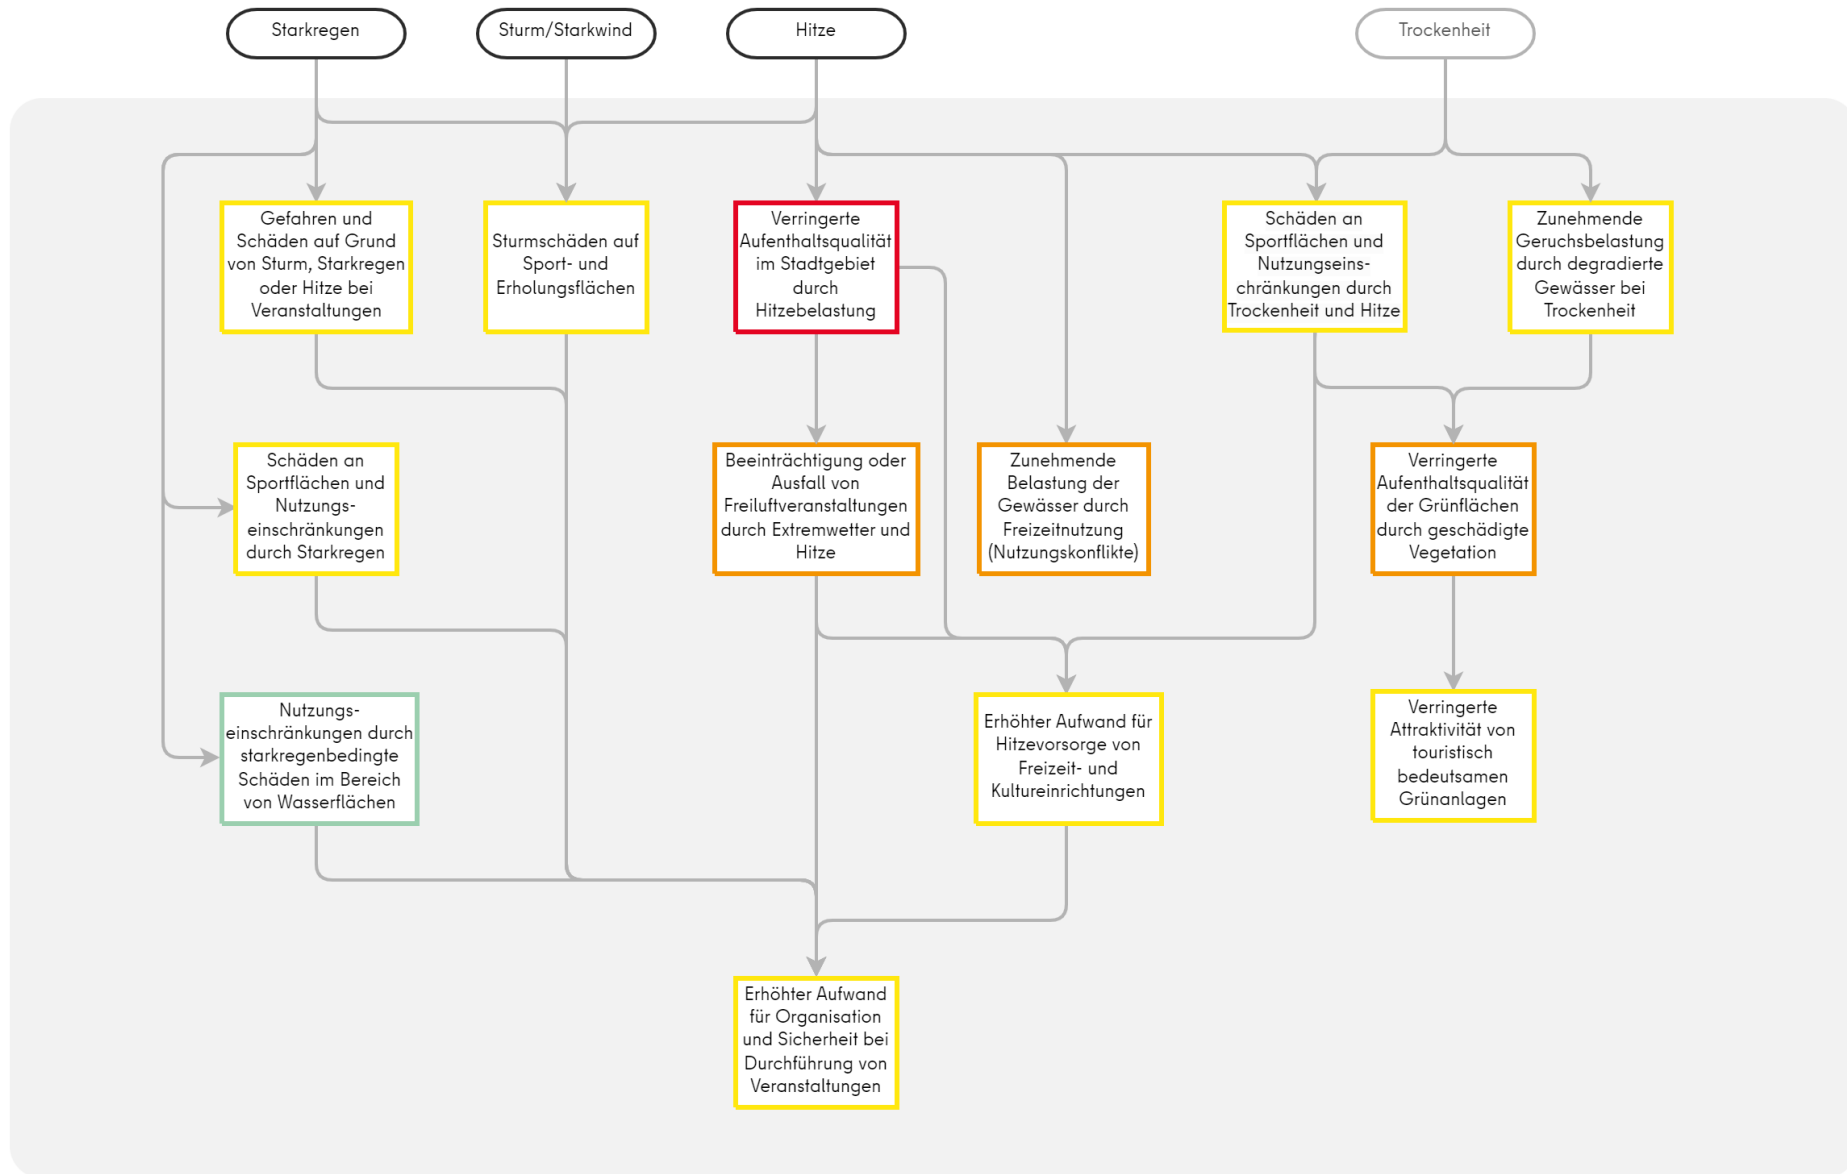 Starkregen
Sturm/Starkwind
Hitze
Trockenheit
Gefahren und
Schäden auf Grund
von Sturm, Starkregen
oder Hitze bei
Veranstaltungen
Sturmschäden auf
Sport- und
Erholungsflächen
Verringerte
Aufenthaltsqualität
im Stadtgebiet
durch
Hitzebelastung
Schäden an
Sportflächen und
Nutzungseins-
chränkungen durch
Trockenheit und Hitze
Zunehmende
Geruchsbelastung
durch degradierte
Gewässer bei
Trockenheit
Schäden an
Sportflächen und
Nutzungs-
einschränkungen
durch Starkregen
Beeinträchtigung oder
Ausfall von
Freiluftveranstaltungen
durch Extremwetter und
Hitze
Zunehmende
Belastung der
Gewässer durch
Freizeitnutzung
(Nutzungskonflikte)
Verringerte
Aufenthaltsqualität
der Grünflächen
durch geschädigte
Vegetation
Nutzungs-
einschränkungen durch
starkregenbedingte
Schäden im Bereich
von Wasserflächen
Erhöhter Aufwand für
Hitzevorsorge von
Freizeit- und
Kultureinrichtungen
Verringerte
Attraktivität von
touristisch
bedeutsamen
Grünanlagen
Erhöhter Aufwand
für Organisation
und Sicherheit bei
Durchführung von
Veranstaltungen